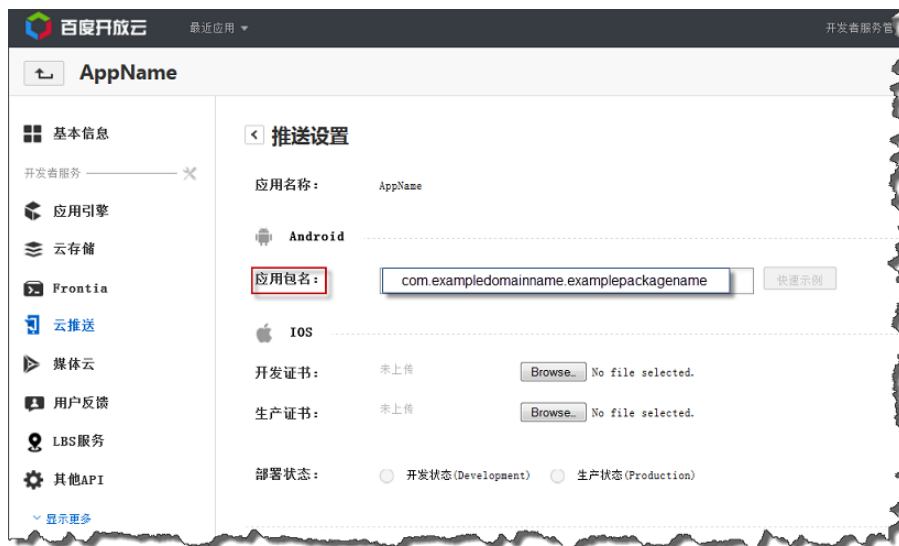 百度开放云 最近应用 开发者服务管
AppName
基本信息
开发者服务
应用引擎
云存储
Frontia
云推送
媒体云
用户反馈
LBS服务
其他API
显示更多
推送设置
应用名称： AppName
Android
应用包名： com.exampledomainname.examplepackagename 快速示例
IOS
开发证书： 未上传 Browse.. No file selected.
生产证书： 未上传 Browse.. No file selected.
部署状态： 开发状态(Development) 生产状态(Production)